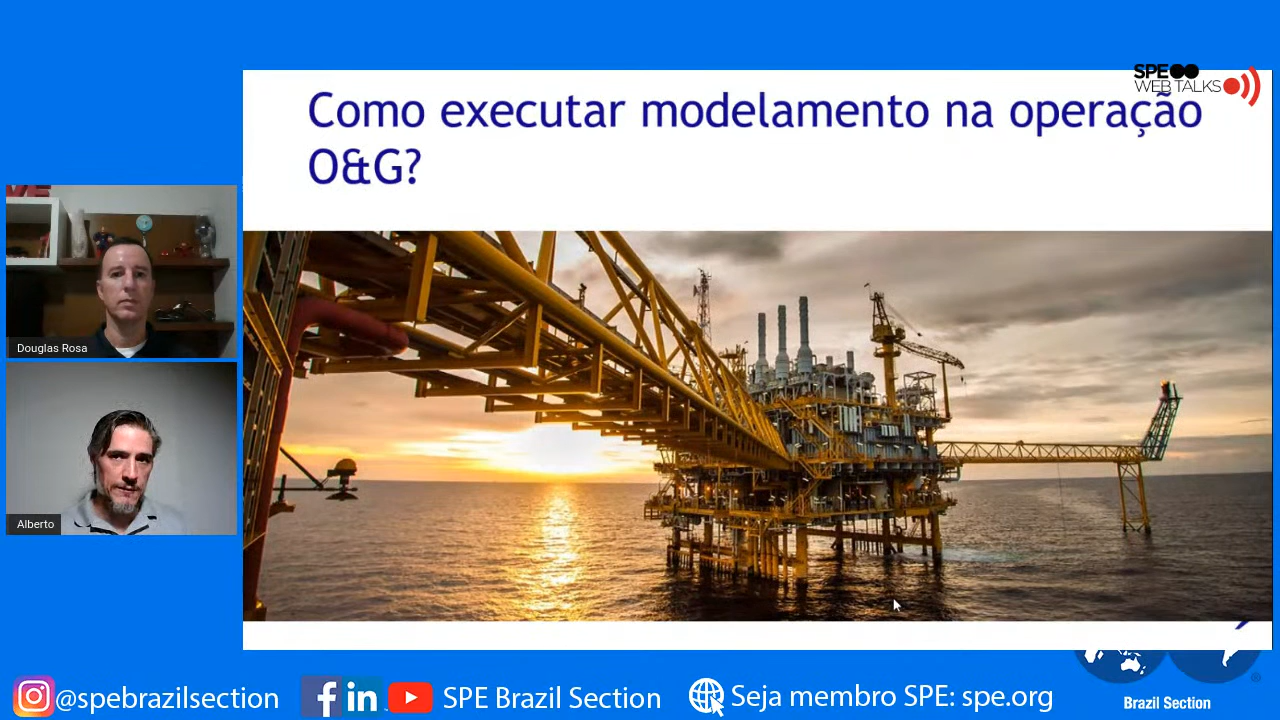 SPE
WEB TALKS
Como executar modelamento na operação
O&G?
Douglas Rosa
Alberto
@spebrazilsection
SPE Brazil Section
Seja membro SPE: spe.org
Brazil Section